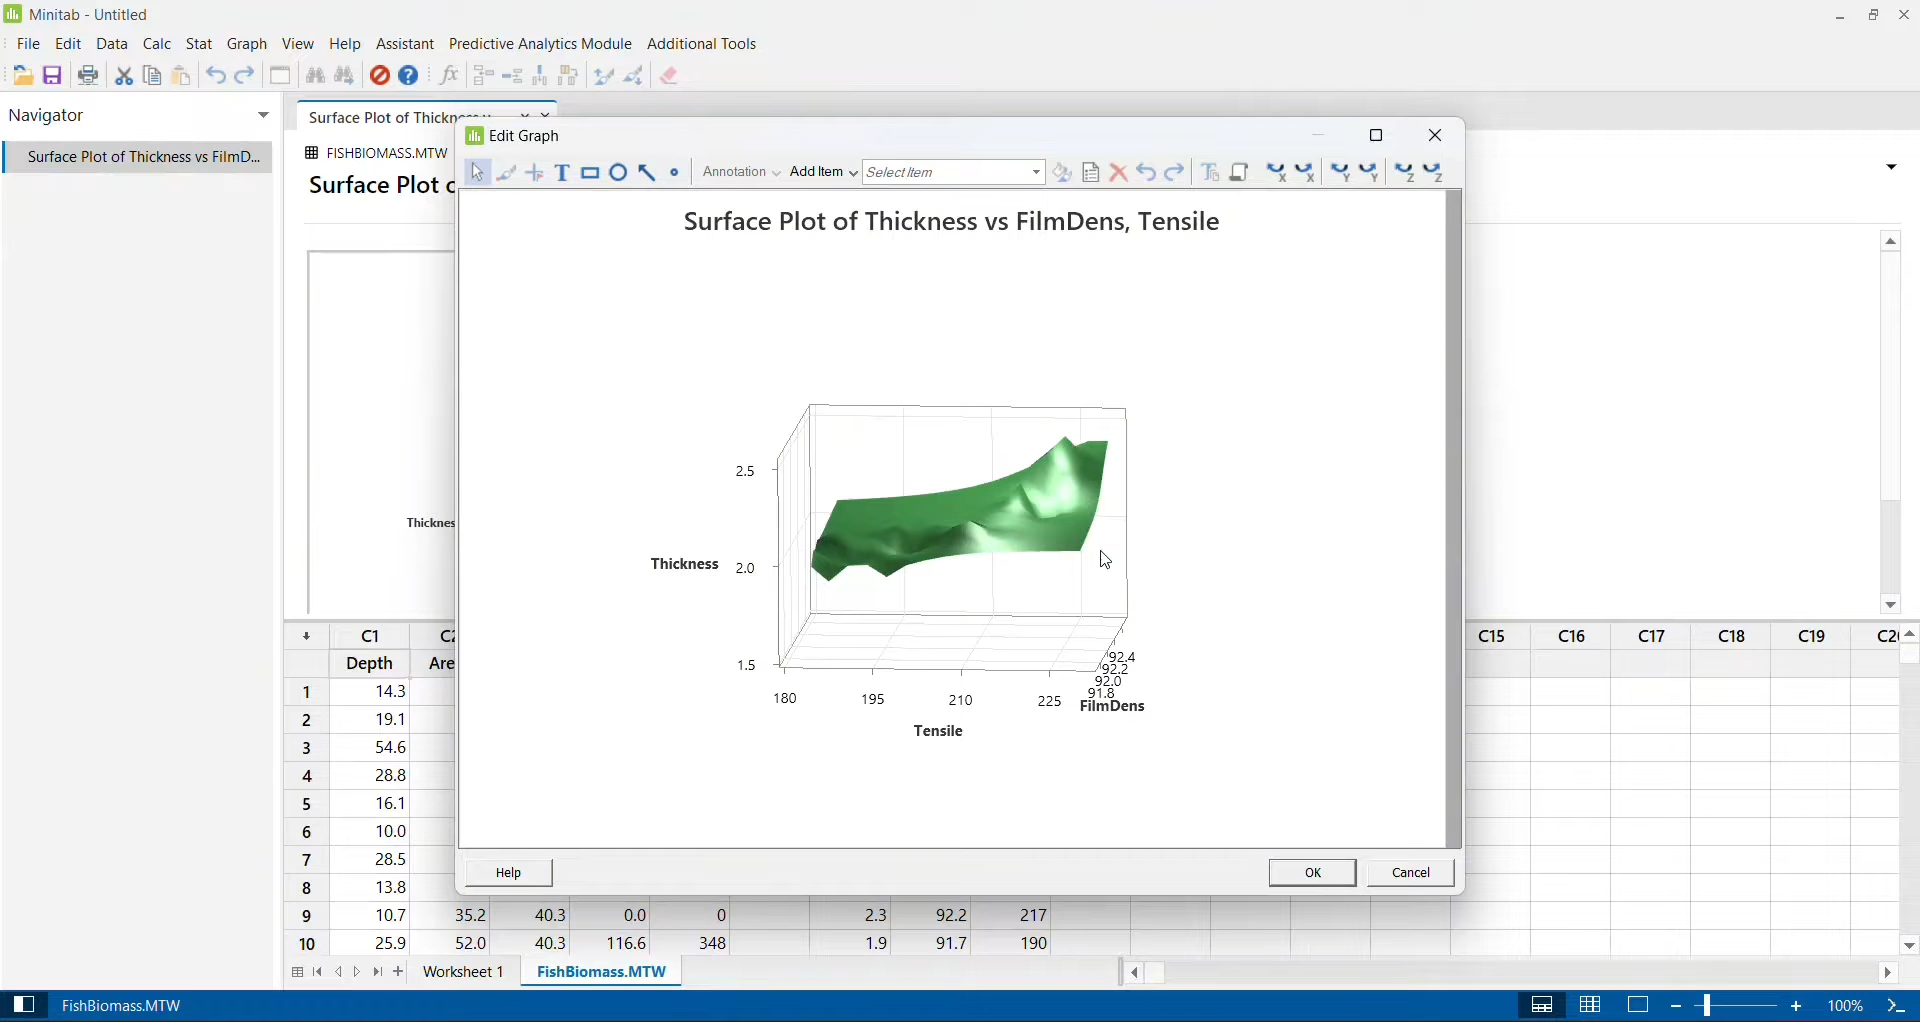 Minitab - Untitled
File Edit Data Calc Stat Graph View Help Assistant Predictive Analytics Module Additional Tools
Navigator
Surface Plot of Thickness vs FilmD...
Surface Plot of Thickness v
FISHBIOMASS.MTW
Surface Plot o
Thicknes
Edit Graph
Annotation Add Item Select Item
Surface Plot of Thickness vs FilmDens, Tensile
2.5
Thickness 2.0
1.5
180 195 210 225
92.4
92.2
92.0
91.8
FilmDens
Tensile
Help OK Cancel
C1 C2 C15 C16 C17 C18 C19 C20
Depth Are
1 14.3
2 19.1
3 54.6
4 28.8
5 16.1
6 10.0
7 28.5
8 13.8
9 10.7 35.2 40.3 0.0 0 2.3 92.2 217
10 25.9 52.0 40.3 116.6 348 1.9 91.7 190
Worksheet 1 FishBiomass.MTW
FishBiomass.MTW 100%